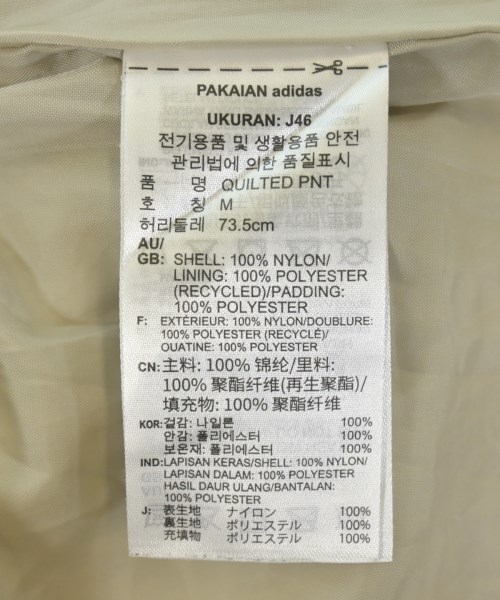 PAKAIAN adidas
UKURAN: J46
전기용품 및 생활용품 안전
관리법에 의한 품질표시
품 명 QUILTED PNT
호 칭 M
허리둘레 73.5cm
AU/
GB: SHELL: 100% NYLON/
LINING: 100% POLYESTER
(RECYCLED)/PADDING:
100% POLYESTER
F: EXTÉRIEUR: 100% NYLON/DOUBLURE:
100% POLYESTER (RECYCLÉ)/
OUATINE: 100% POLYESTER
CN: 主料: 100% 锦纶/里料:
100% 聚酯纤维(再生聚酯)/
填充物: 100% 聚酯纤维
KOR: 겉감: 나일론 100%
안감: 폴리에스터 100%
보온재: 폴리에스터 100%
IND: LAPISAN KERAS/SHELL: 100% NYLON/
LAPISAN DALAM: 100% POLYESTER
HASIL DAUR ULANG/BANTALAN:
100% POLYESTER
J: 表生地 ナイロン 100%
裏生地 ポリエステル 100%
充填物 ポリエステル 100%